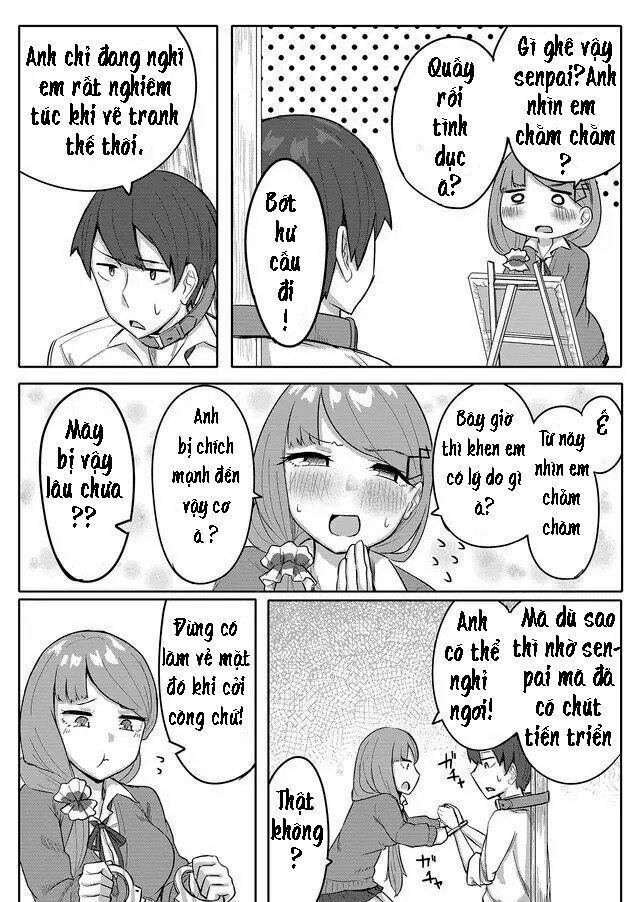 Gì ghê vậy
senpai?Anh
nhìn em
chằm chằm
?
Quấy
rối
tình
dục
à?
Bớt
hư
cấu
đi
!
Anh chỉ đang nghĩ
em rất nghiêm
túc khi vẽ tranh
thế thôi.
Ế
Từ nãy
nhìn em
chằm
chằm
Bây giờ
thì khen em
có lý do gì
à?
Anh
bị chích
mạnh đến
vậy cơ
à?
Mày
bị vậy
lâu chưa
??
Mà dù sao
thì nhờ sen-
pai mà đã
có chút
tiến triển
Anh
có thể
nghỉ
ngơi!
Thật
không
?
Đừng có
làm vẻ mặt
đó khi cởi
còng chứ!